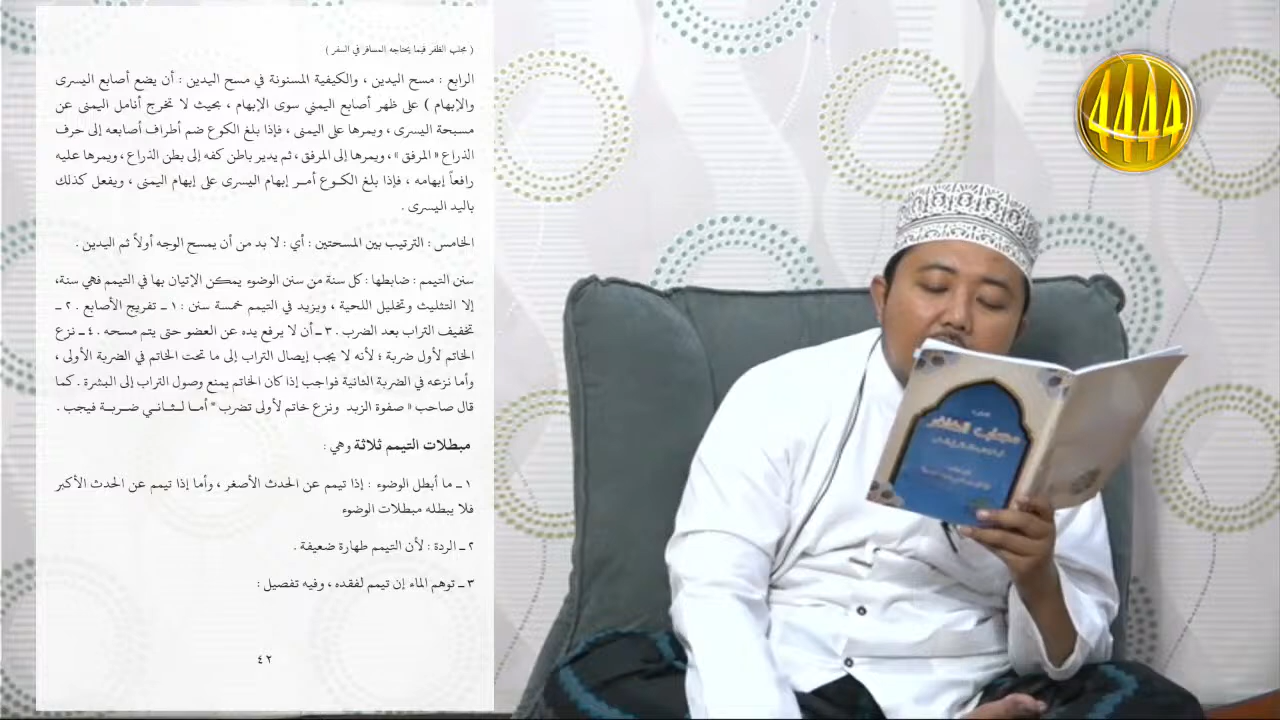 ( مجلب الظفر فيما يحتاجه المسافر في السفر )
الرابع : مسح اليدين ، والكيفية المسنونة في مسح اليدين : أن يضع أصابع اليسرى
والإبهام ) على ظهر أصابع اليمني سوى الإبهام ، بحيث لا تخرج أنامل اليمنى عن
مسبحة اليسرى ، ويمرها على اليمنى ، فإذا بلغ الكوع ضم أطراف أصابعه إلى حرف
الذراع « المرفق » ، ويمرها إلى المرفق ، ثم يدير باطن كفه إلى بطن الذراع ، ويمرها عليه
رافعاً إبهامه ، فإذا بلغ الكوع أمر إبهام اليسرى على إبهام اليمنى ، ويفعل كذلك
باليد اليسرى .
الخامس : الترتيب بين المسحتين : أي : لا بد من أن يمسح الوجه أولاً ثم اليدين .
سنن التيمم : ضابطها : كل سنة من سنن الوضوء يمكن الإتيان بها في التيمم فهي سنة،
إلا التثليث وتخليل اللحية ، ويزيد في التيمم خمسة سنن : ١ ـ تفريج الأصابع . ٢ ـ
تخفيف التراب بعد الضرب . ٣ ـ أن لا يرفع يده عن العضو حتى يتم مسحه . ٤ ـ نزع
الخاتم لأول ضربة ؛ لأنه لا يجب إيصال التراب إلى ما تحت الخاتم في الضربة الأولى ،
وأما نزعه في الضربة الثانية فواجب إذا كان الخاتم يمنع وصول التراب إلى البشرة . كما
قال صاحب « صفوة الزبد ونزع خاتم لأولى تضرب * أما لثاني ضربة فيجب .
مبطلات التيمم ثلاثة وهي :
١ ـ ما أبطل الوضوء : إذا تيمم عن الحدث الأصغر ، وأما إذا تيمم عن الحدث الأكبر
فلا يبطله مبطلات الوضوء
٢ ـ الردة : لأن التيمم طهارة ضعيفة .
٣ ـ توهم الماء إن تيمم لفقده ، وفيه تفصيل :
٤٢
4444
مجلب الظفر